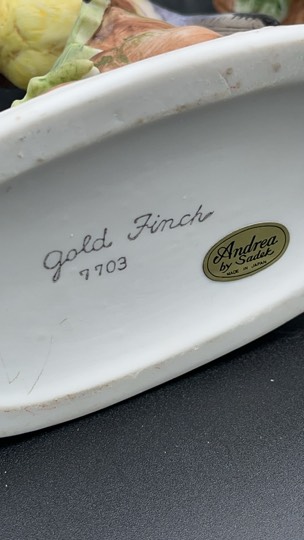 Gold Finch
7703
Andrea
by Sadek
MADE IN JAPAN